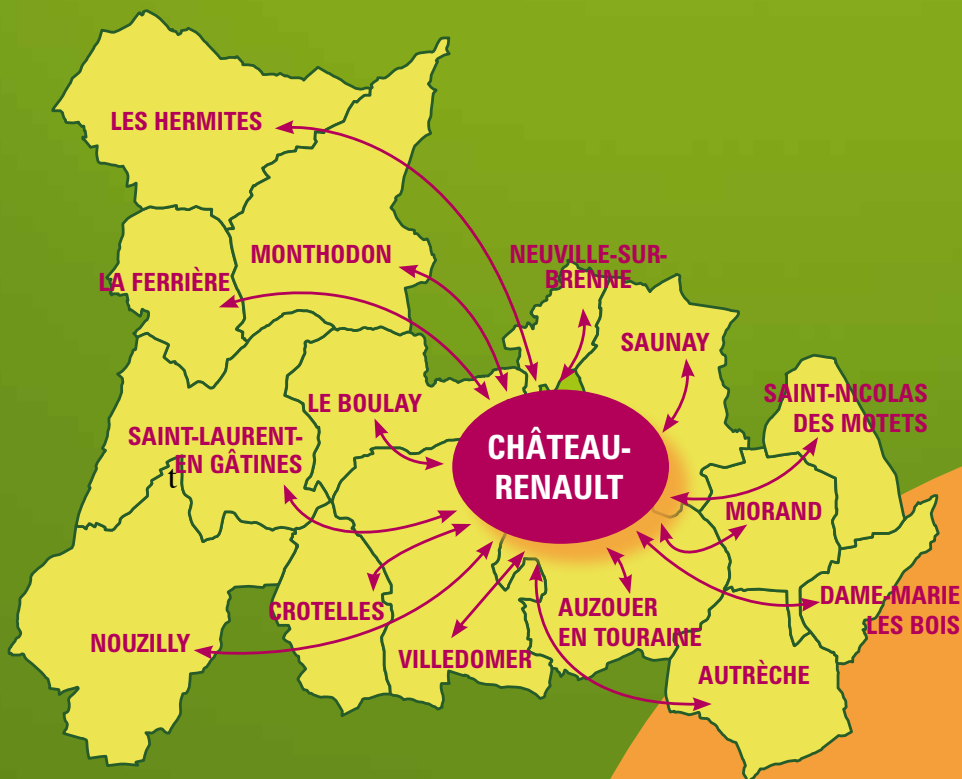 LES HERMITES
MONTHODON
NEUVILLE-SUR-
BRENNE
LA FERRIÈRE
SAUNAY
LE BOULAY
SAINT-NICOLAS
DES MOTETS
SAINT-LAURENT-
EN GÂTINES
t
CHÂTEAU-
RENAULT
MORAND
CROTELLES
AUZOUER
EN TOURAINE
DAME-MARIE
LES BOIS
NOUZILLY
VILLEDOMER
AUTRÈCHE